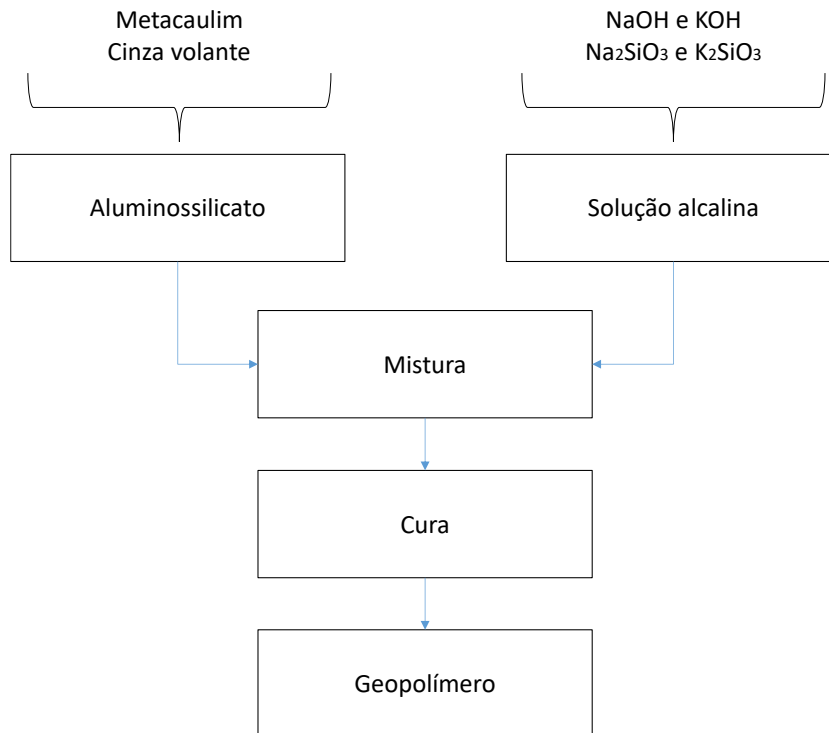 Metacaulim
Cinza volante
NaOH e KOH
Na₂SiO₃ e K₂SiO₃
Aluminossilicato
Solução alcalina
Mistura
Cura
Geopolímero